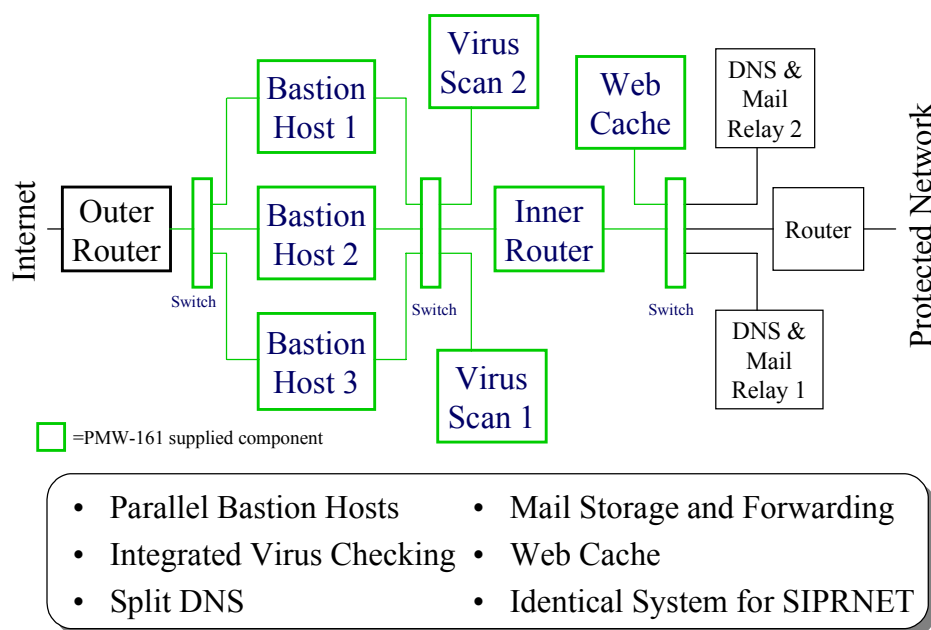 Internet
Outer
Router
Switch
Bastion
Host 1
Bastion
Host 2
Bastion
Host 3
Switch
Virus
Scan 2
Virus
Scan 1
Inner
Router
Web
Cache
Switch
DNS &
Mail
Relay 2
Router
DNS &
Mail
Relay 1
Protected Network
=PMW-161 supplied component
• Parallel Bastion Hosts
• Integrated Virus Checking
• Split DNS
• Mail Storage and Forwarding
• Web Cache
• Identical System for SIPRNET